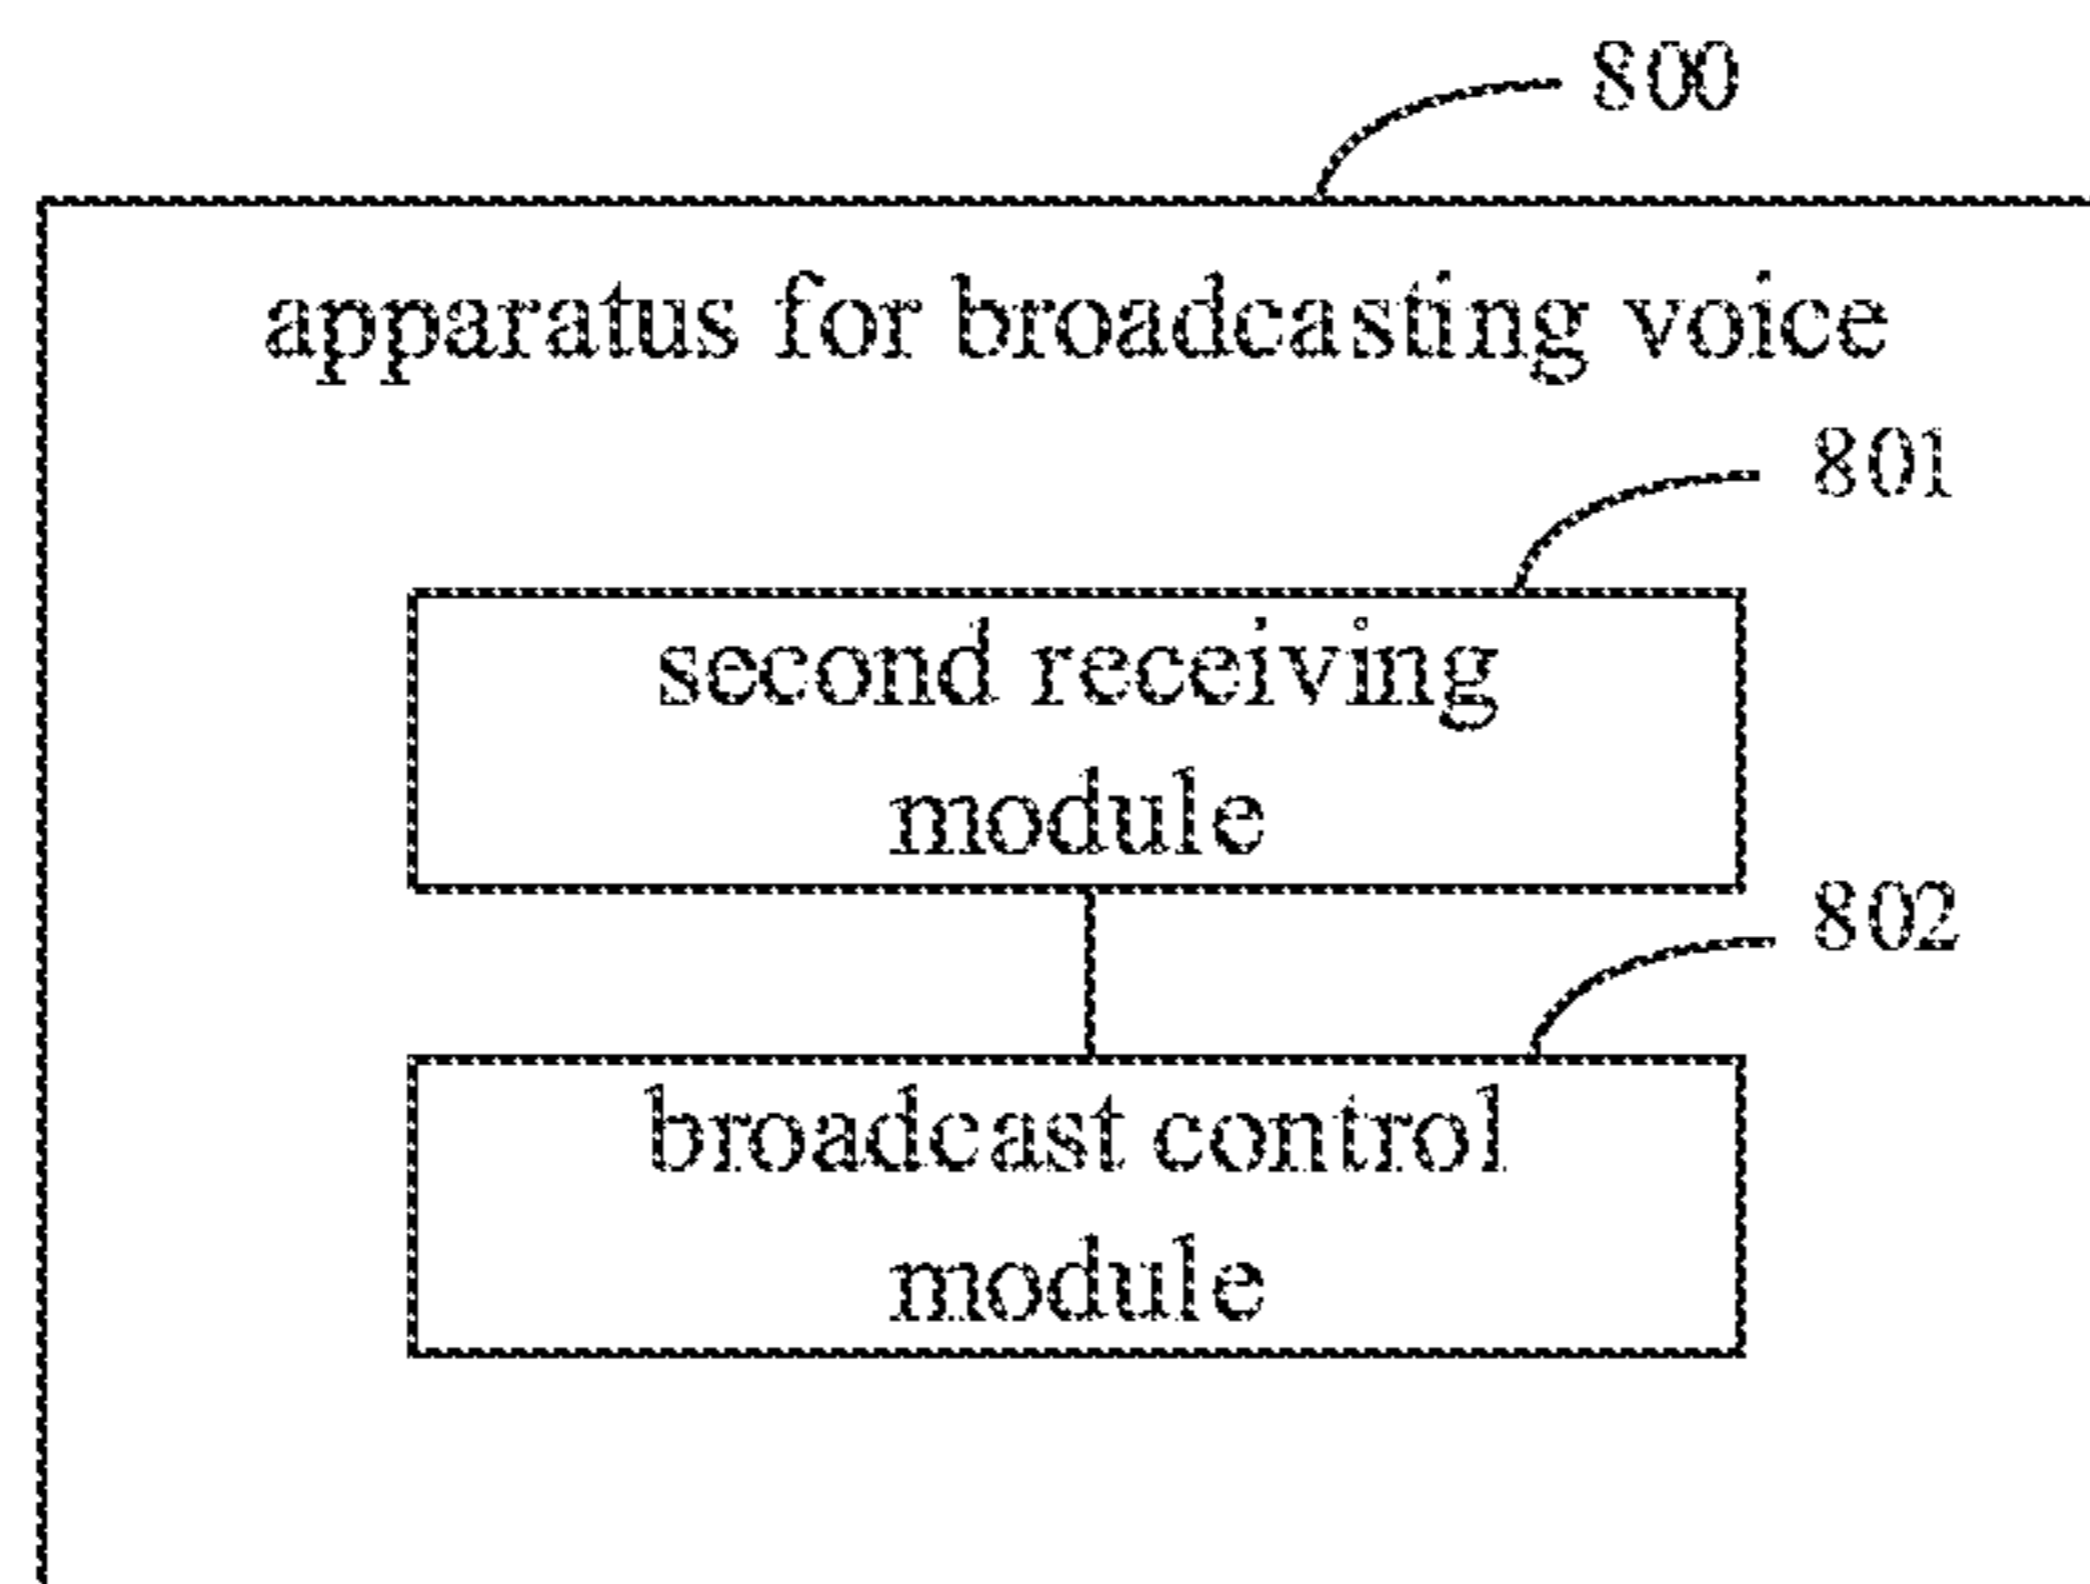 800
apparatus for broadcasting voice
801
second receiving
module
802
broadcast control
module